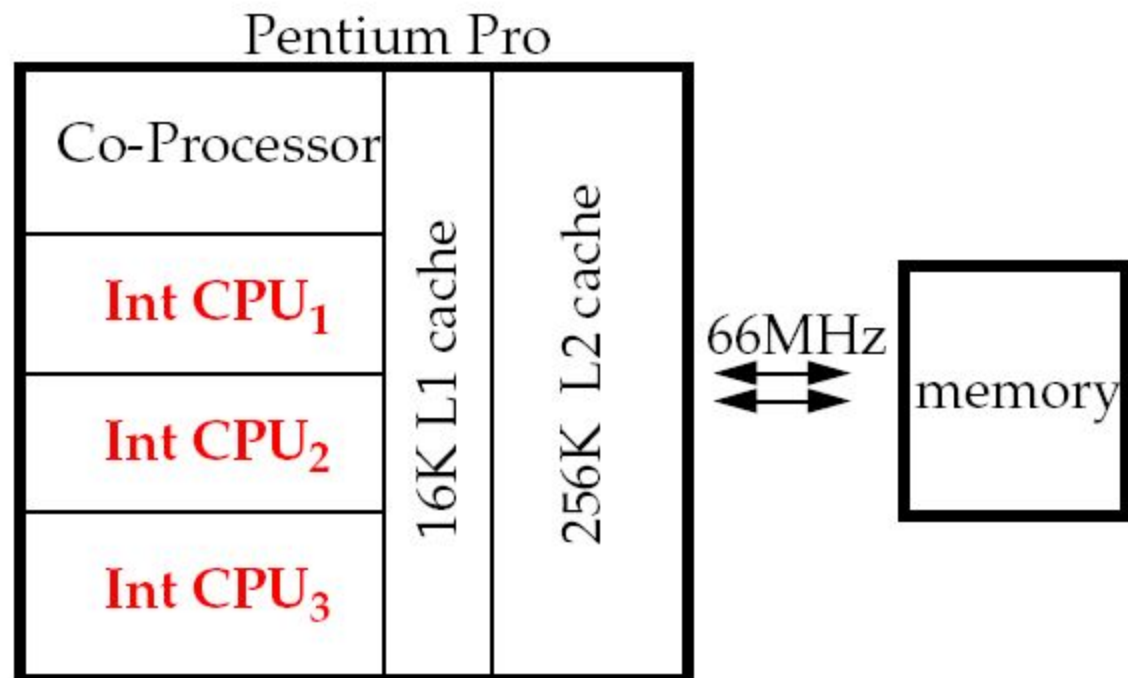 Pentium Pro
Co-Processor
Int CPU₁
Int CPU₂
Int CPU₃
16K L1 cache
256K L2 cache
66MHz
memory